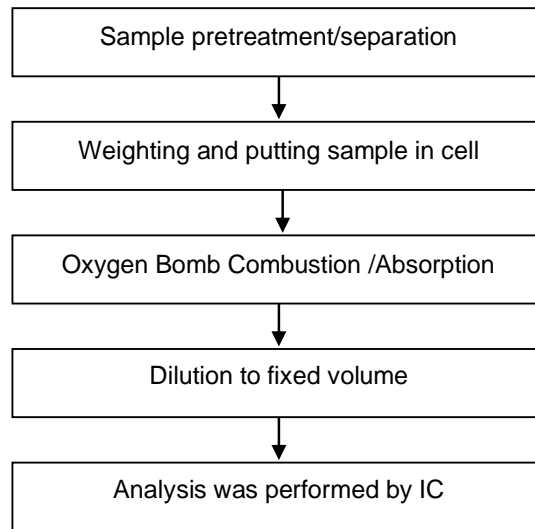 Sample pretreatment/separation
Weighting and putting sample in cell
Oxygen Bomb Combustion /Absorption
Dilution to fixed volume
Analysis was performed by IC